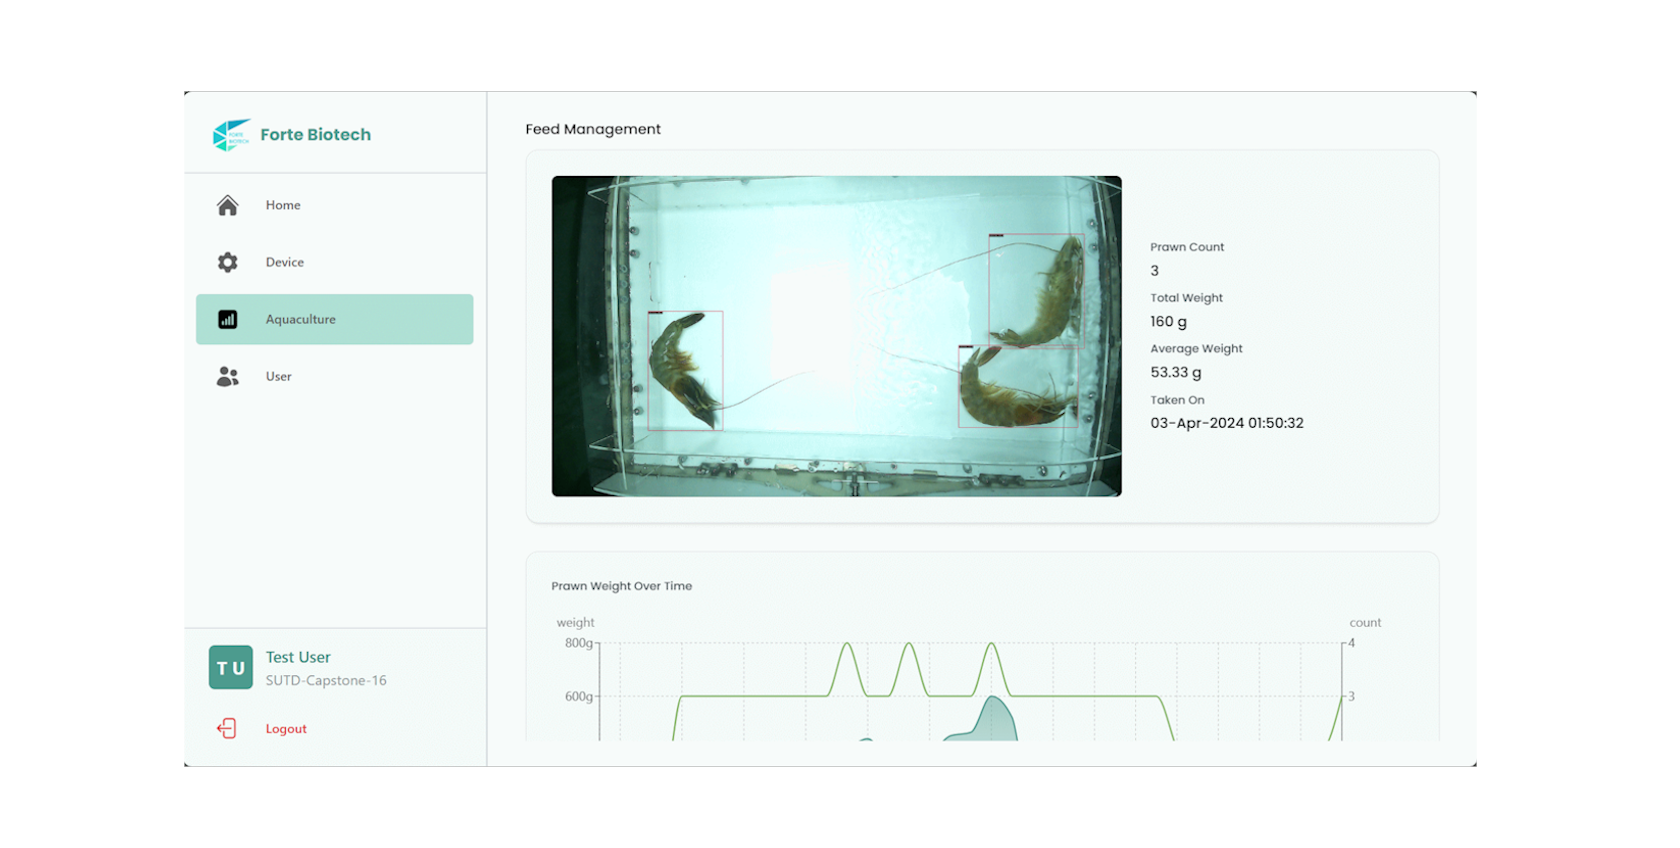 FORTE
BIOTECH
Forte Biotech
Home
Device
Aquaculture
User
Test User
TU
SUTD-Capstone-16
Logout
Feed Management
Prawn Count
3
Total Weight
160 g
Average Weight
53.33 g
Taken On
03-Apr-2024 01:50:32
Prawn Weight Over Time
weight
count
800g
4
600g
3